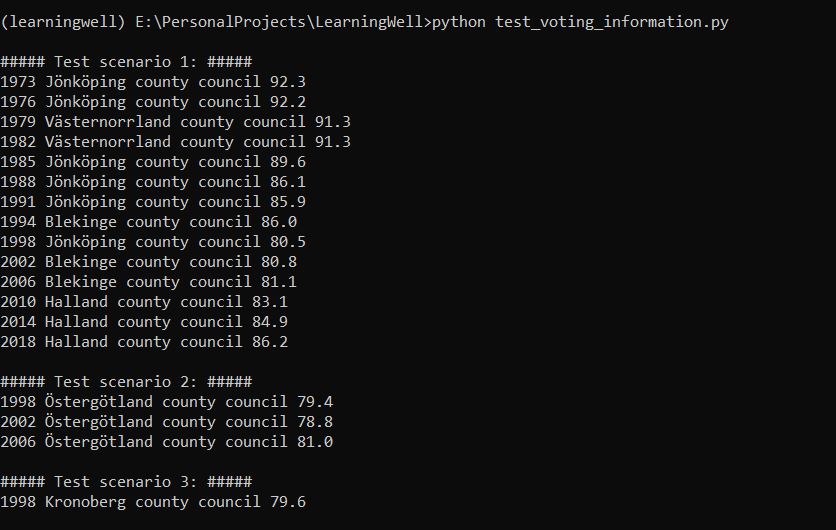 (learningwell) E:\PersonalProjects\LearningWell>python test_voting_information.py
##### Test scenario 1: #####
1973 Jönköping county council 92.3
1976 Jönköping county council 92.2
1979 Västernorrland county council 91.3
1982 Västernorrland county council 91.3
1985 Jönköping county council 89.6
1988 Jönköping county council 86.1
1991 Jönköping county council 85.9
1994 Blekinge county council 86.0
1998 Jönköping county council 80.5
2002 Blekinge county council 80.8
2006 Blekinge county council 81.1
2010 Halland county council 83.1
2014 Halland county council 84.9
2018 Halland county council 86.2
##### Test scenario 2: #####
1998 Östergötland county council 79.4
2002 Östergötland county council 78.8
2006 Östergötland county council 81.0
##### Test scenario 3: #####
1998 Kronoberg county council 79.6